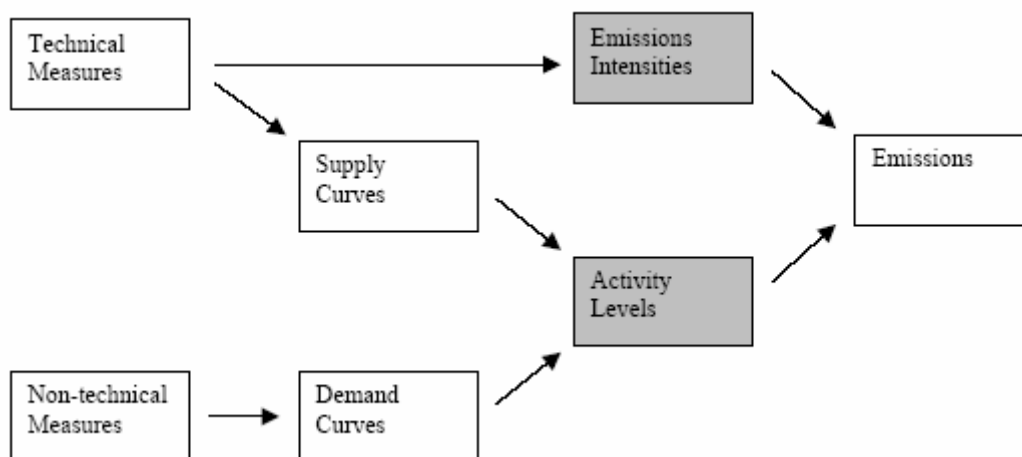 Technical
Measures
Emissions
Intensities
Supply
Curves
Emissions
Activity
Levels
Non-technical
Measures
Demand
Curves